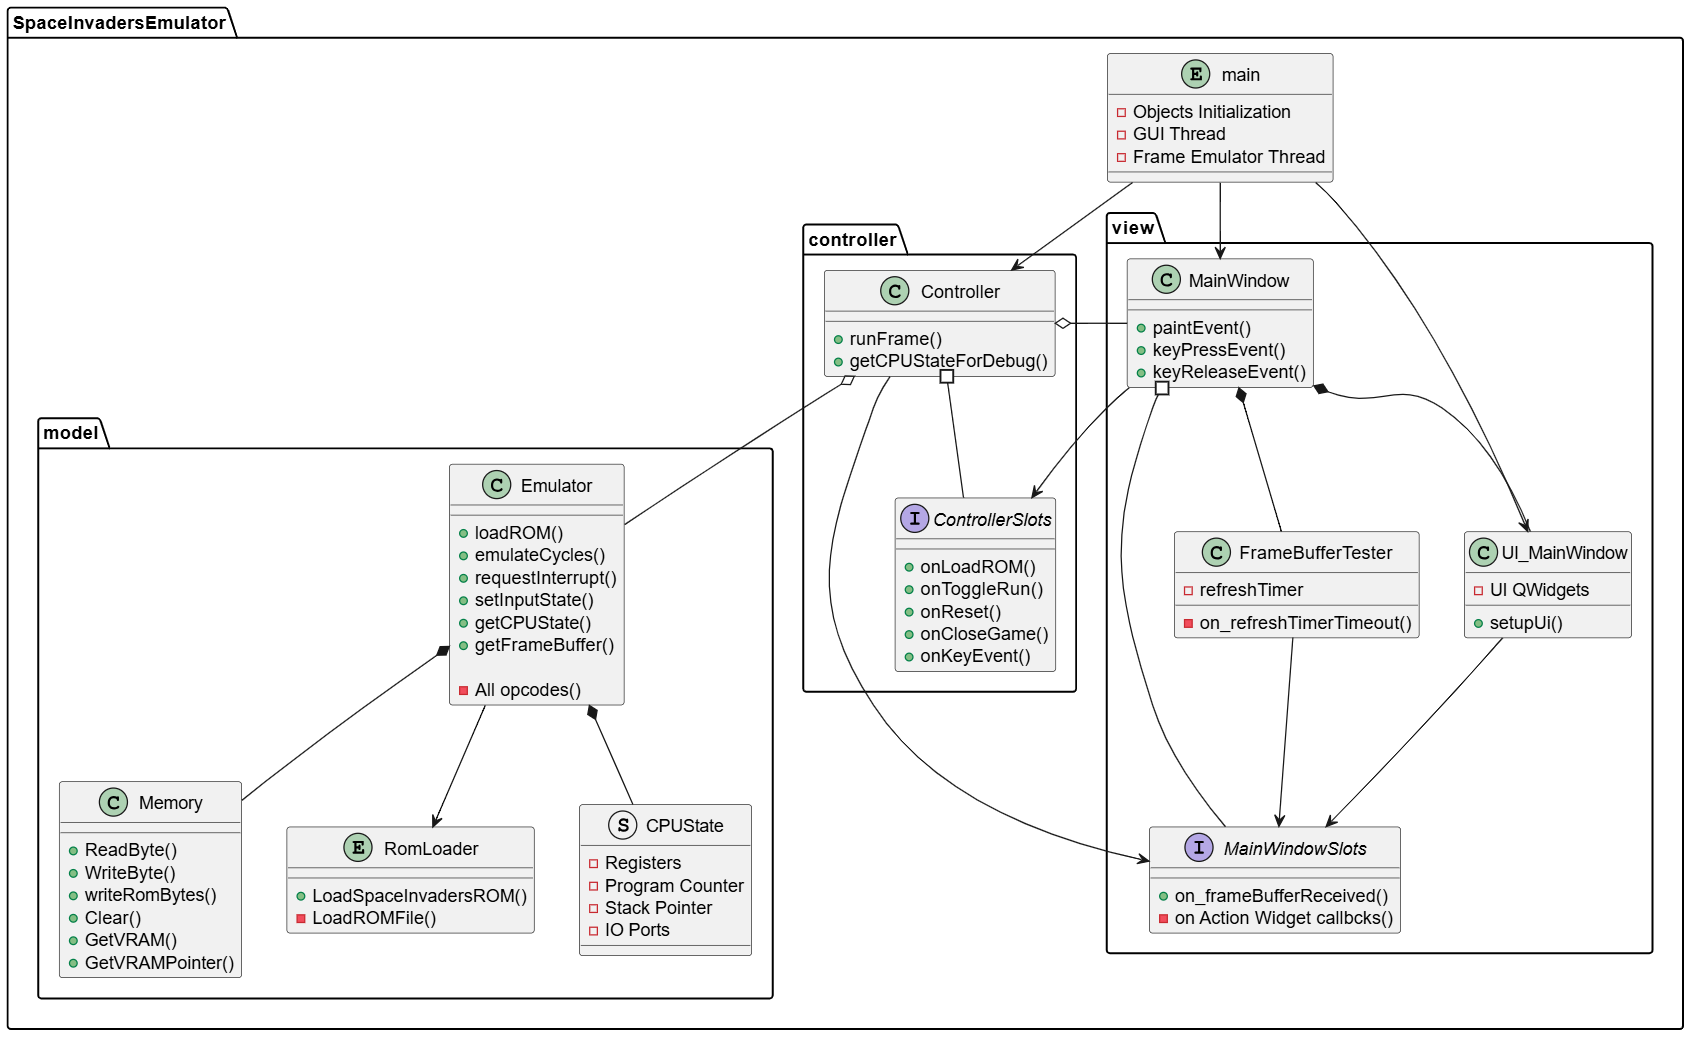 SpaceInvadersEmulator
E main
Objects Initialization
GUI Thread
Frame Emulator Thread
controller
C Controller
runFrame()
getCPUStateForDebug()
I ControllerSlots
onLoadROM()
onToggleRun()
onReset()
onCloseGame()
onKeyEvent()
view
C MainWindow
paintEvent()
keyPressEvent()
keyReleaseEvent()
C FrameBufferTester
refreshTimer
on_refreshTimerTimeout()
C UI_MainWindow
UI QWidgets
setupUi()
I MainWindowSlots
on_frameBufferReceived()
on Action Widget callbcks()
model
C Emulator
loadROM()
emulateCycles()
requestInterrupt()
setInputState()
getCPUState()
getFrameBuffer()
All opcodes()
C Memory
ReadByte()
WriteByte()
writeRomBytes()
Clear()
GetVRAM()
GetVRAMPointer()
E RomLoader
LoadSpaceInvadersROM()
LoadROMFile()
S CPUState
Registers
Program Counter
Stack Pointer
IO Ports